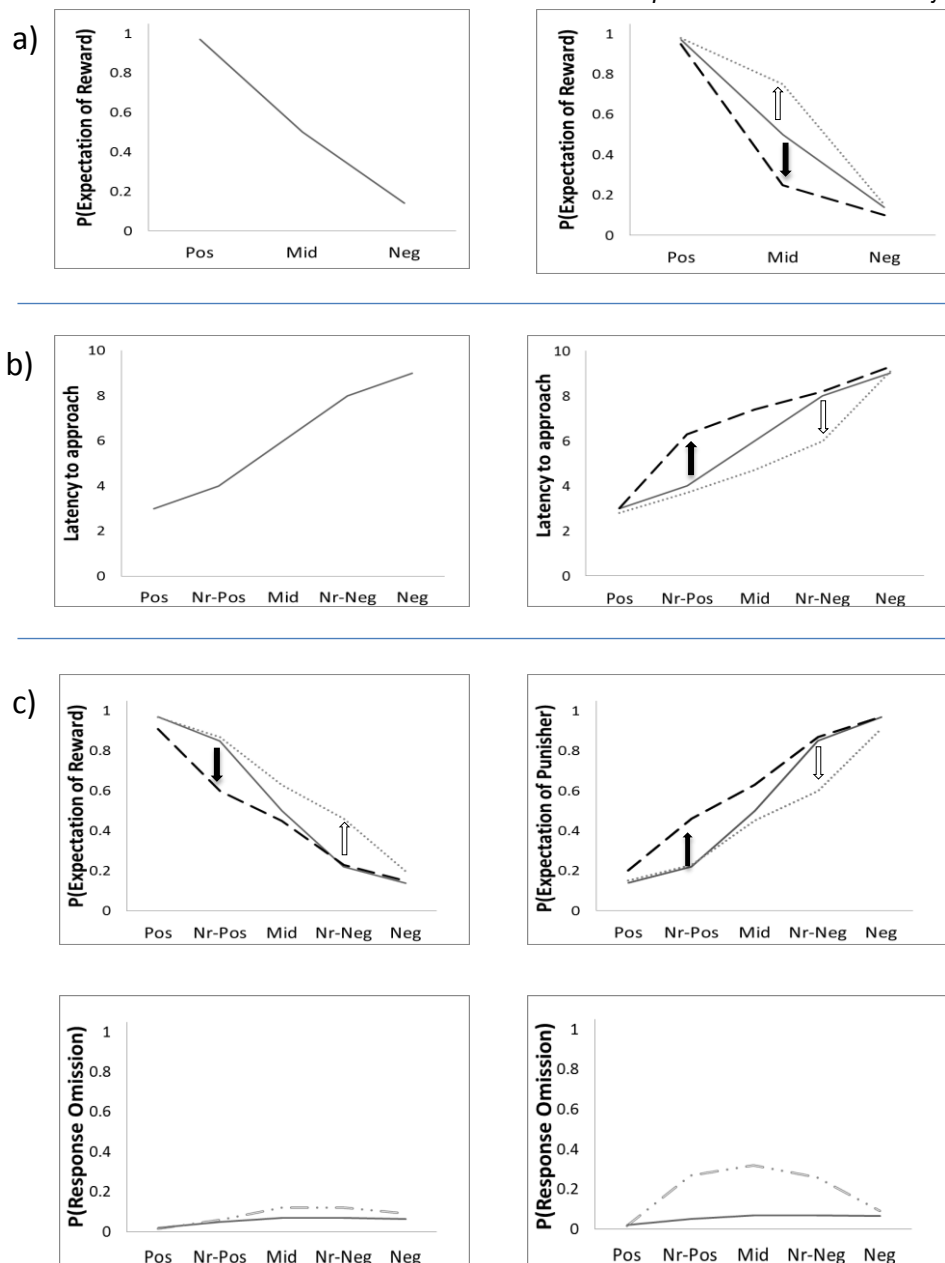 a)
P(Expectation of Reward)
1
0.8
0.6
0.4
0.2
0
Pos Mid Neg
P(Expectation of Reward)
1
0.8
0.6
0.4
0.2
0
Pos Mid Neg
b)
Latency to approach
10
8
6
4
2
0
Pos Nr-Pos Mid Nr-Neg Neg
Latency to approach
10
8
6
4
2
0
Pos Nr-Pos Mid Nr-Neg Neg
c)
P(Expectation of Reward)
1
0.8
0.6
0.4
0.2
0
Pos Nr-Pos Mid Nr-Neg Neg
P(Expectation of Punisher)
1
0.8
0.6
0.4
0.2
0
Pos Nr-Pos Mid Nr-Neg Neg
P(Response Omission)
1
0.8
0.6
0.4
0.2
0
Pos Nr-Pos Mid Nr-Neg Neg
P(Response Omission)
1
0.8
0.6
0.4
0.2
0
Pos Nr-Pos Mid Nr-Neg Neg